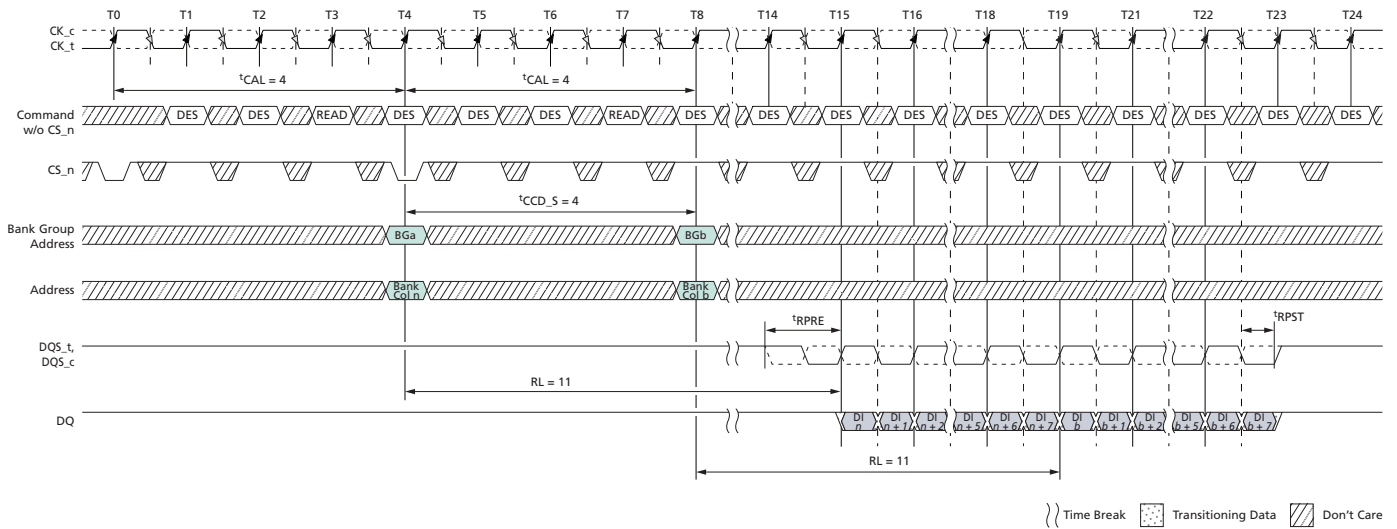 T0 T1 T2 T3 T4 T5 T6 T7 T8 T14 T15 T16 T18 T19 T21 T22 T23 T24
CK_c
CK_t
tCAL = 4 tCAL = 4
Command
w/o CS_n
DES DES READ DES DES DES READ DES DES DES DES DES DES DES DES DES DES
CS_n
tCCD_S = 4
Bank Group
Address
BGa BGb
Address
Bank
Col n
Bank
Col b
tRPRE tRPST
DQS_t,
DQS_c
RL = 11
DQ
DI
n
DI
n + 1
DI
n + 2
DI
n + 5
DI
n + 6
DI
n + 7
DI
b
DI
b + 1
DI
b + 2
DI
b + 5
DI
b + 6
DI
b + 7
RL = 11
Time Break Transitioning Data Don't Care